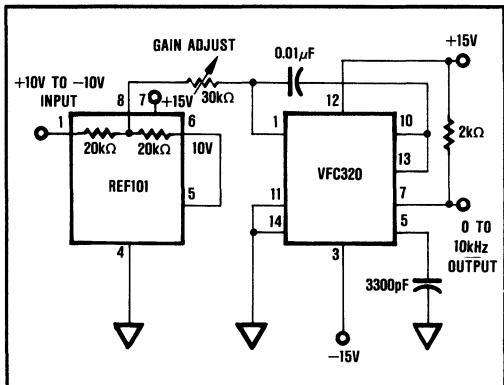 GAIN ADJUST
0.01µF
+15V
+10V TO −10V
INPUT
8
7
+15V
30kΩ
12
1
6
1
10
20kΩ
20kΩ
10V
2kΩ
13
REF101
VFC320
11
7
5
14
5
0 TO
10kHz
OUTPUT
4
3
3300pF
−15V